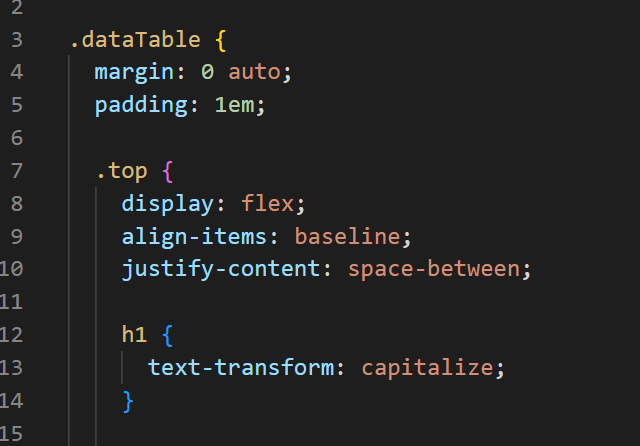 2
3 .dataTable {
4 margin: 0 auto;
5 padding: 1em;
6
7 .top {
8 display: flex;
9 align-items: baseline;
10 justify-content: space-between;
11
12 h1 {
13 text-transform: capitalize;
14 }
15